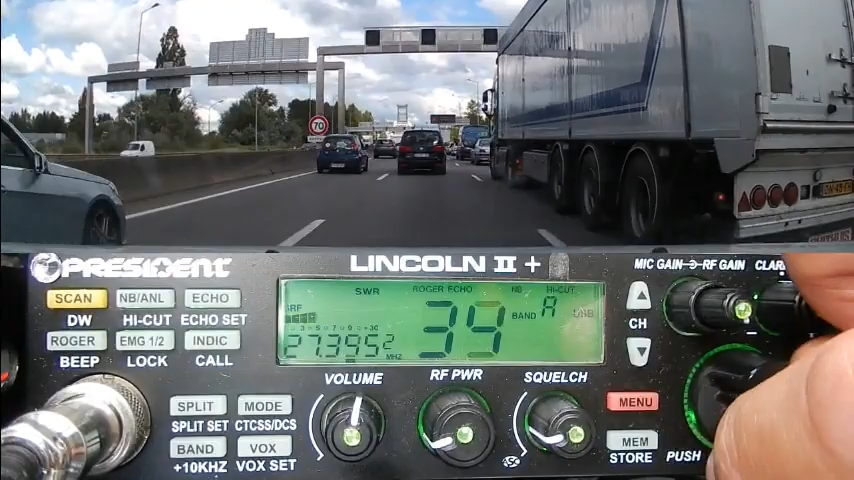 70
PRESIDENT
LINCOLN II +
MIC GAIN RF GAIN CLAR
SCAN NB/ANL ECHO
DW HI-CUT ECHO SET
ROGER EMG 1/2 INDIC
BEEP LOCK CALL
SWR ROGER ECHO NB HI-CUT
39 BAND A
27.3952 MHZ
CH
VOLUME RF PWR SQUELCH
SPLIT MODE
SPLIT SET CTCSS/DCS
BAND VOX
+10KHz VOX SET
MENU
MEM
STORE
PUSH
ASC